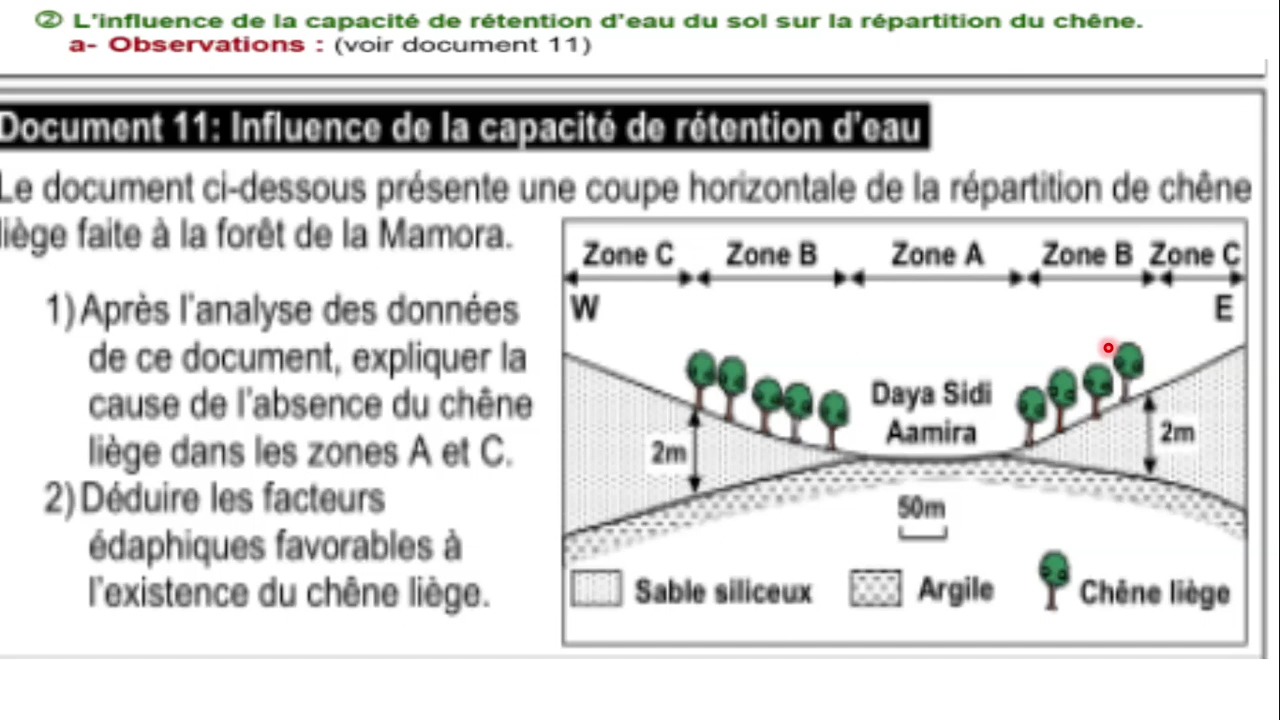 ② L'influence de la capacité de rétention d'eau du sol sur la répartition du chêne.
a- Observations : (voir document 11)
Document 11: Influence de la capacité de rétention d'eau
Le document ci-dessous présente une coupe horizontale de la répartition de chêne
liège faite à la forêt de la Mamora.
1) Après l'analyse des données
de ce document, expliquer la
cause de l'absence du chêne
liège dans les zones A et C.
2) Déduire les facteurs
édaphiques favorables à
l'existence du chêne liège.
Zone C Zone B Zone A Zone B Zone C
W E
Daya Sidi
Aamira
2m 2m
50m
Sable siliceux Argile Chêne liège